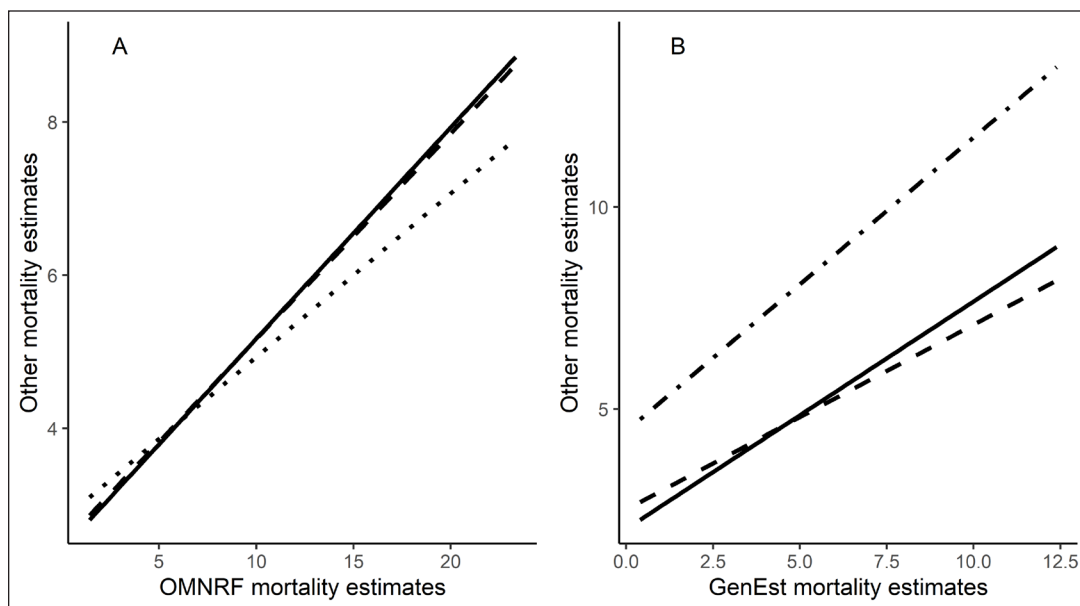 A
Other mortality estimates
8
6
4
5
10
15
20
OMNRF mortality estimates
B
Other mortality estimates
10
5
0.0
2.5
5.0
7.5
10.0
12.5
GenEst mortality estimates